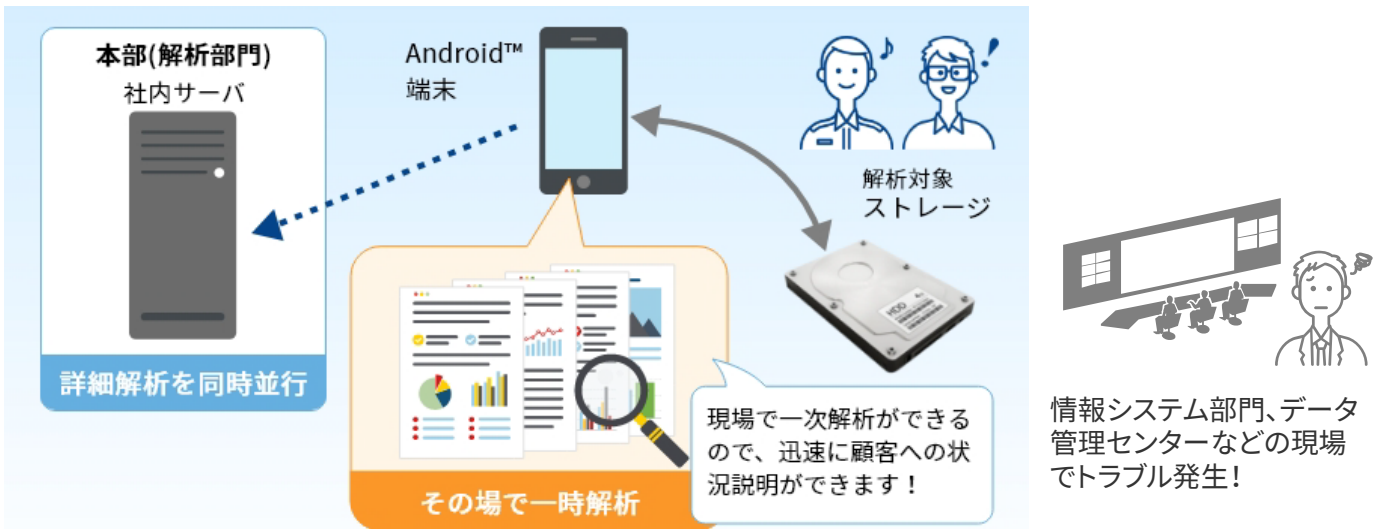 本部(解析部門)
社内サーバ
詳細解析を同時並行
Android™
端末
解析対象
ストレージ
HDD
その場で一時解析
現場で一次解析ができる
ので、迅速に顧客への状
況説明ができます！
情報システム部門、データ
管理センターなどの現場
でトラブル発生！